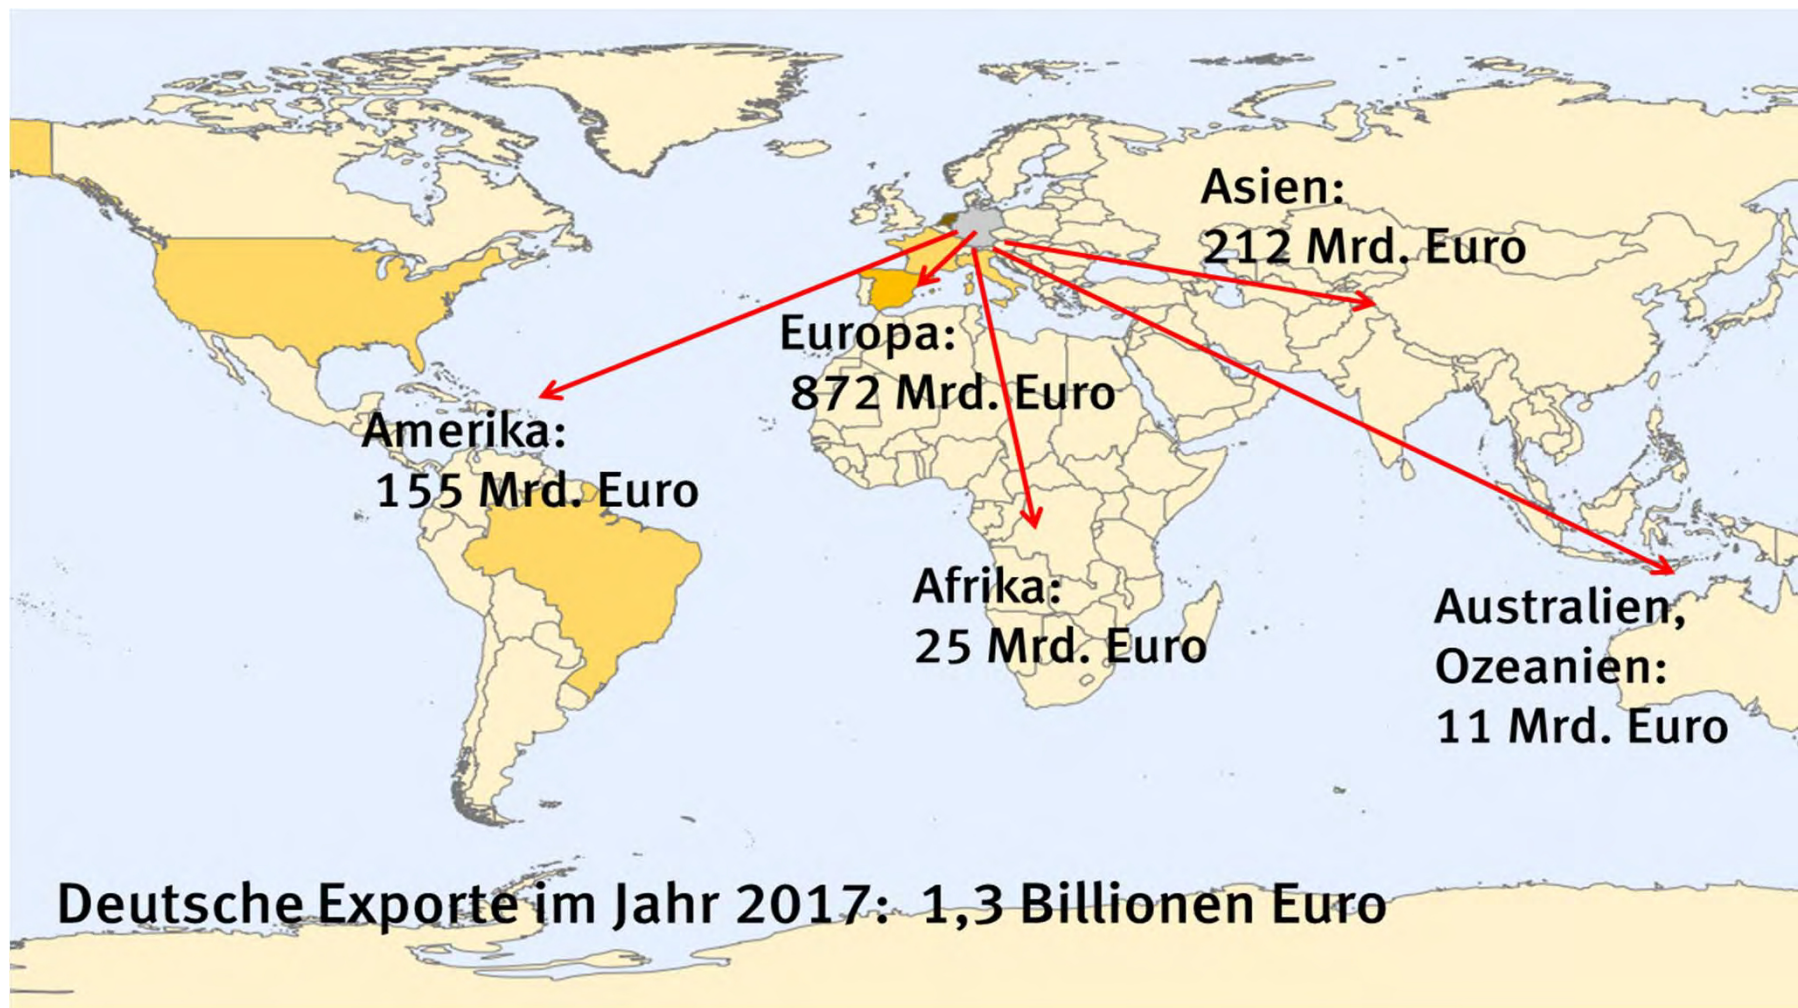 Asien:
212 Mrd. Euro
Europa:
872 Mrd. Euro
Amerika:
155 Mrd. Euro
Afrika:
25 Mrd. Euro
Australien,
Ozeanien:
11 Mrd. Euro
Deutsche Exporte im Jahr 2017: 1,3 Billionen Euro